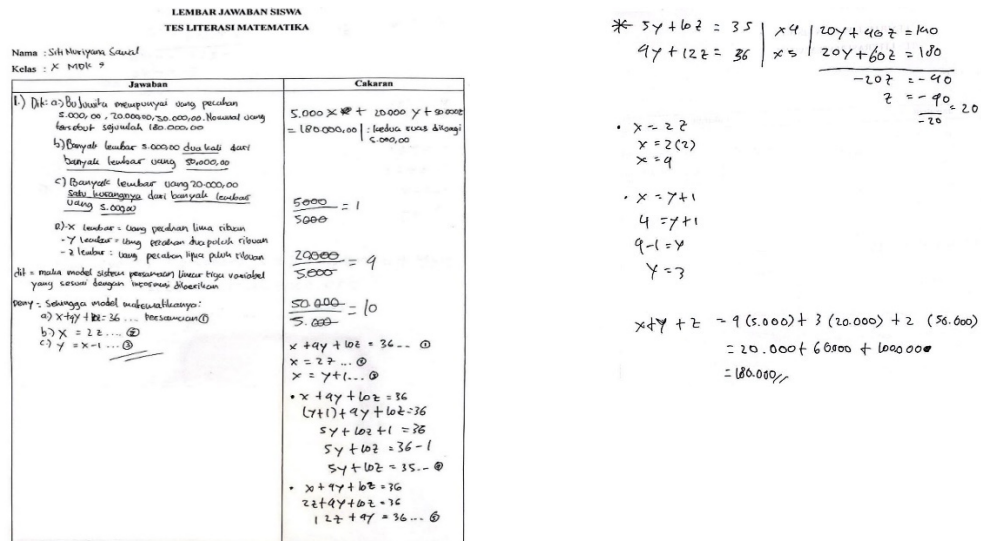 LEMBAR JAWABAN SISWA
TES LITERASI MATEMATIKA
Nama : Siti Nuriyana
Kelas : X MDK
Jawaban
1.) Dik: a.) Bu mempunyai uang pecahan
5.000,00, 20.000,00, 50.000,00. Nominal uang
tersebut sejumlah 180.000,00
b) Banyak lembar 5.000,00 dua kali dari
banyak lembar uang 50.000,00
c) Banyak lembar uang 20.000,00
satu kurangnya dari banyak lembar
uang 5.000,00
a) - x lembar = uang pecahan lima ribuan
- y lembar = uang pecahan dua puluh ribuan
- z lembar = uang pecahan lima puluh ribuan
dit = maka model sistem persamaan linear tiga variabel
yang sesuai dengan informasi diberikan
Peny = Sehingga model matematikanya:
a) x+4y+10z=36 ... Persamaan ①
b) x = 2z .... ②
c.) y = x-1 ... ③
Cakaran
5.000 x + 20.000 y + 50.000z
= 180.000,00 | : kedua ruas dibagi
5.000,00
5000/5000 = 1
20000/5.000 = 4
50.000/5.000 = 10
x + 4y + 10z = 36 .. ①
x = 2z ... ②
x = y+1... ③
• x + 4y + 10z = 36
(y+1) + 4y + 10z = 36
5y + 10z + 1 = 36
5y + 10z = 36 - 1
5y + 10z = 35 .. ④
• x + 4y + 10z = 36
2z + 4y + 10z = 36
12z + 4y = 36 ... ⑤
* 5y + 10z = 35 | x4 | 20y + 40z = 140
4y + 12z = 36 | x5 | 20y + 60z = 180
-20z = -40
z = -40/-20 = 20
• x = 2z
x = 2(2)
x = 4
• x = y+1
4 = y+1
4-1 = y
y = 3
x+y + z = 4 (5.000) + 3 (20.000) + 2 (50.000)
= 20.000 + 60.000 + 100.000
= 180.000,//